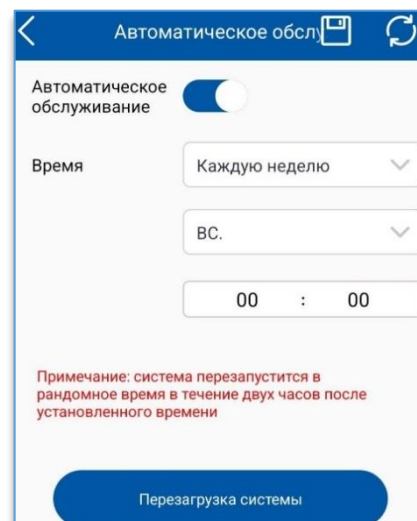 Автоматическое обслу
Автоматическое
обслуживание
Время
Каждую неделю
ВС.
00 : 00
Примечание: система перезапустится в
рандомное время в течение двух часов после
установленного времени
Перезагрузка системы